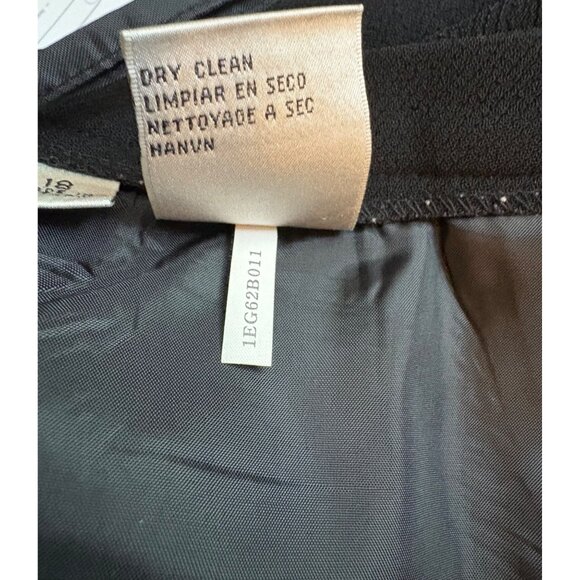 DRY CLEAN
LIMPIAR EN SECO
NETTOYAGE A SEC
HANVN
1EG62B011